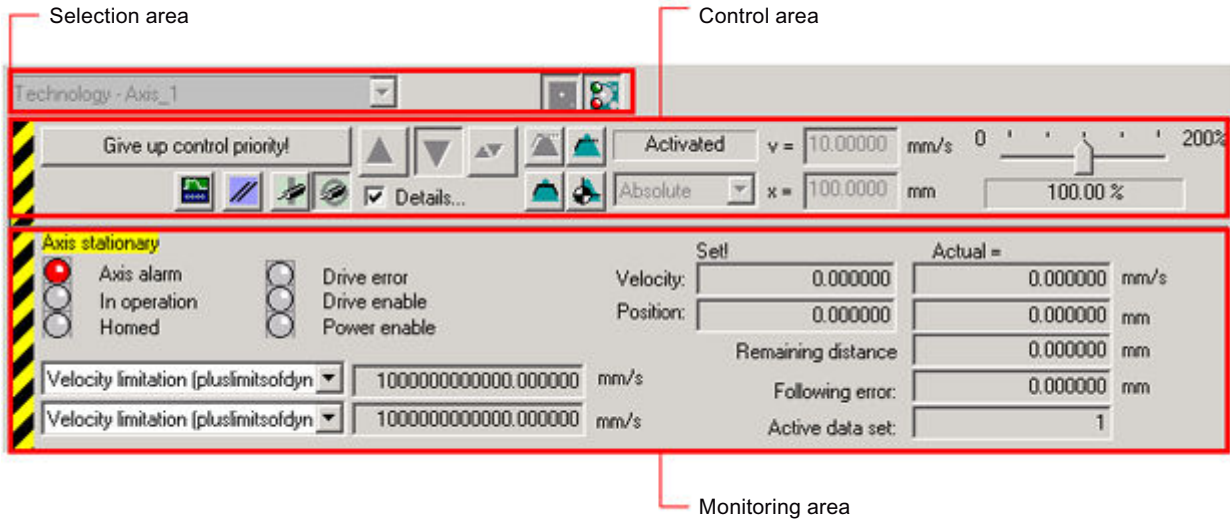 Selection area
Control area
Technology - Axis_1
Give up control priority!
Activated
v = 10.00000 mm/s
0 200%
Details...
Absolute
x = 100.0000 mm
100.00 %
Axis stationary
Set!
Actual =
Axis alarm
Drive error
Velocity: 0.000000 0.000000 mm/s
In operation
Drive enable
Position: 0.000000 0.000000 mm
Homed
Power enable
Remaining distance 0.000000 mm
Velocity limitation (pluslimitsofdyn 1000000000000.000000 mm/s
Following error: 0.000000 mm
Velocity limitation (pluslimitsofdyn 1000000000000.000000 mm/s
Active data set: 1
Monitoring area